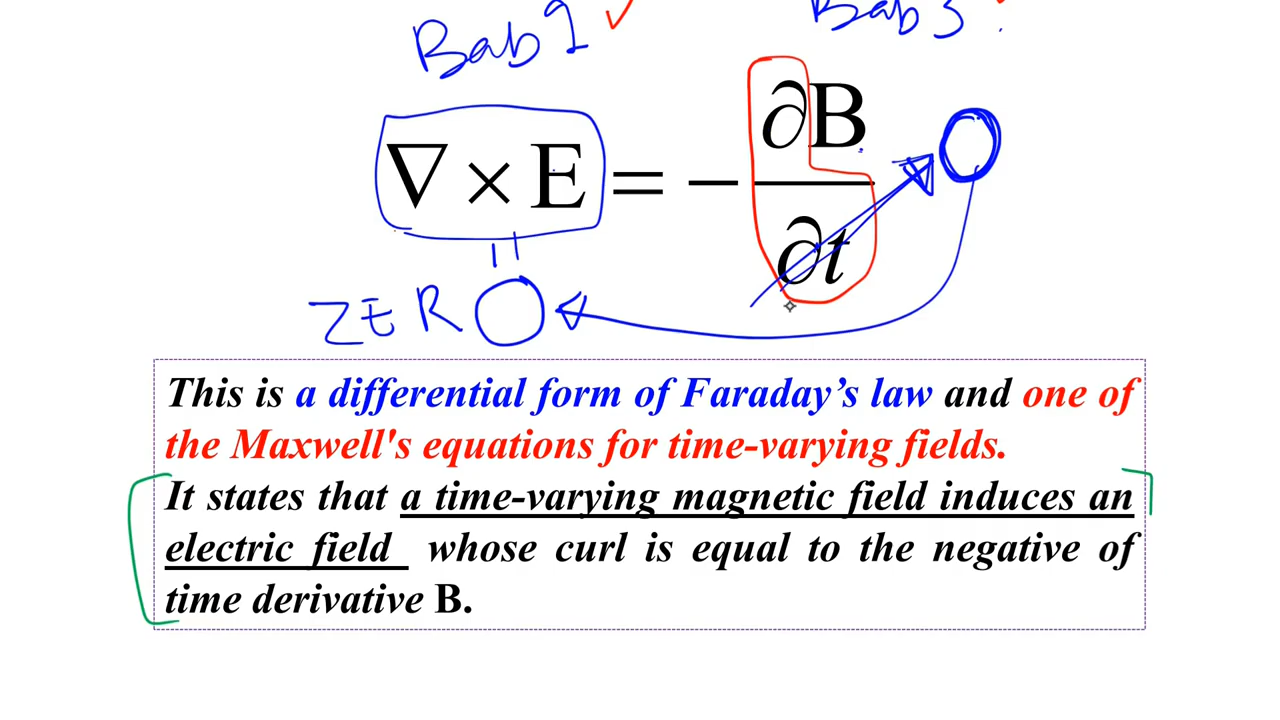 Bab 1 ✓ Bab 3
∇ × E = − ∂B/∂t
ZERO
This is a differential form of Faraday’s law and one of
the Maxwell's equations for time-varying fields.
It states that a time-varying magnetic field induces an
electric field whose curl is equal to the negative of
time derivative B.